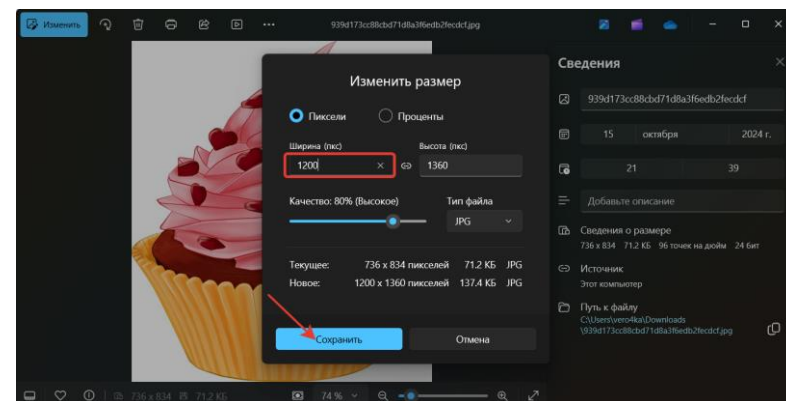 Изменить
939d173cc88cbd71d8a3f6edb2fecdcf.jpg
Изменить размер
Пиксели
Проценты
Ширина (пкс)
Высота (пкс)
1200
1360
Качество: 80% (Высокое)
Тип файла
JPG
Текущее: 736 x 834 пикселей 71.2 КБ JPG
Новое: 1200 x 1360 пикселей 137.4 КБ JPG
Сохранить
Отмена
Сведения
939d173cc88cbd71d8a3f6edb2fecdcf
15 октября 2024 г.
21 39
Добавьте описание
Сведения о размере
736 x 834 71.2 КБ 96 точек на дюйм 24 бит
Источник
Этот компьютер
Путь к файлу
C:\Users\vero4ka\Downloads
\939d173cc88cbd71d8a3f6edb2fecdcf.jpg
736 x 834 71.2 КБ
74 %